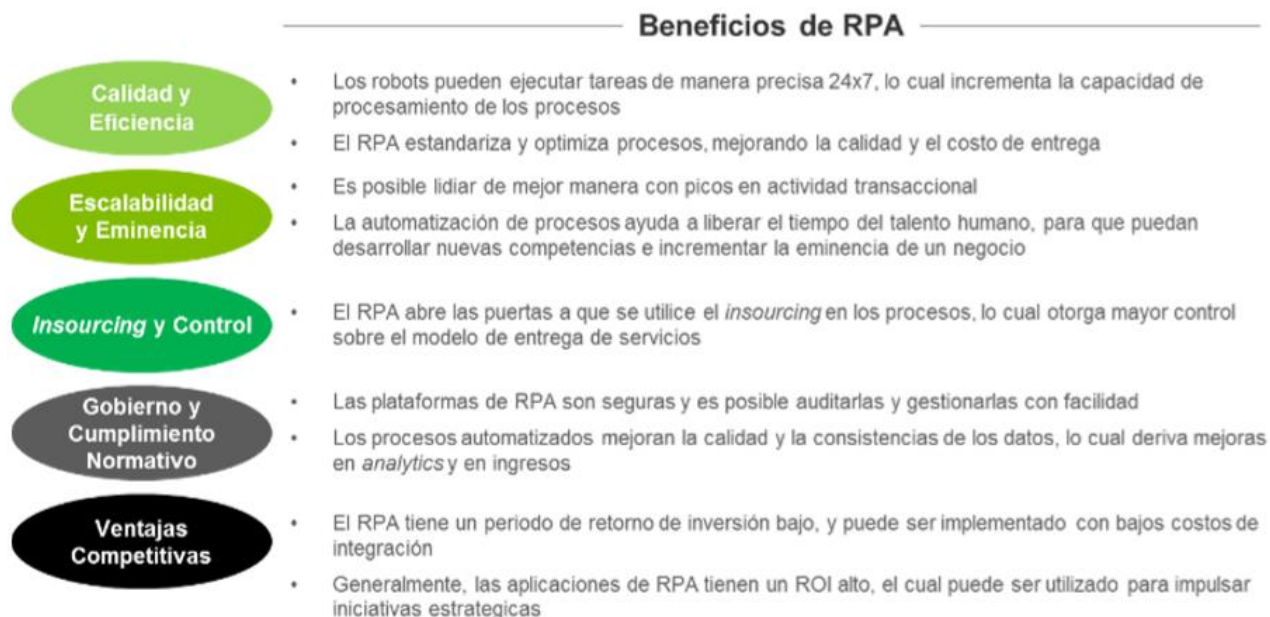 Beneficios de RPA
Calidad y
Eficiencia
• Los robots pueden ejecutar tareas de manera precisa 24x7, lo cual incrementa la capacidad de
procesamiento de los procesos
• El RPA estandariza y optimiza procesos, mejorando la calidad y el costo de entrega
Escalabilidad
y Eminencia
• Es posible lidiar de mejor manera con picos en actividad transaccional
• La automatización de procesos ayuda a liberar el tiempo del talento humano, para que puedan
desarrollar nuevas competencias e incrementar la eminencia de un negocio
Insourcing y Control
• El RPA abre las puertas a que se utilice el insourcing en los procesos, lo cual otorga mayor control
sobre el modelo de entrega de servicios
Gobierno y
Cumplimiento
Normativo
• Las plataformas de RPA son seguras y es posible auditarlas y gestionarlas con facilidad
• Los procesos automatizados mejoran la calidad y la consistencias de los datos, lo cual deriva mejoras
en analytics y en ingresos
Ventajas
Competitivas
• El RPA tiene un periodo de retorno de inversión bajo, y puede ser implementado con bajos costos de
integración
• Generalmente, las aplicaciones de RPA tienen un ROI alto, el cual puede ser utilizado para impulsar
iniciativas estrategicas